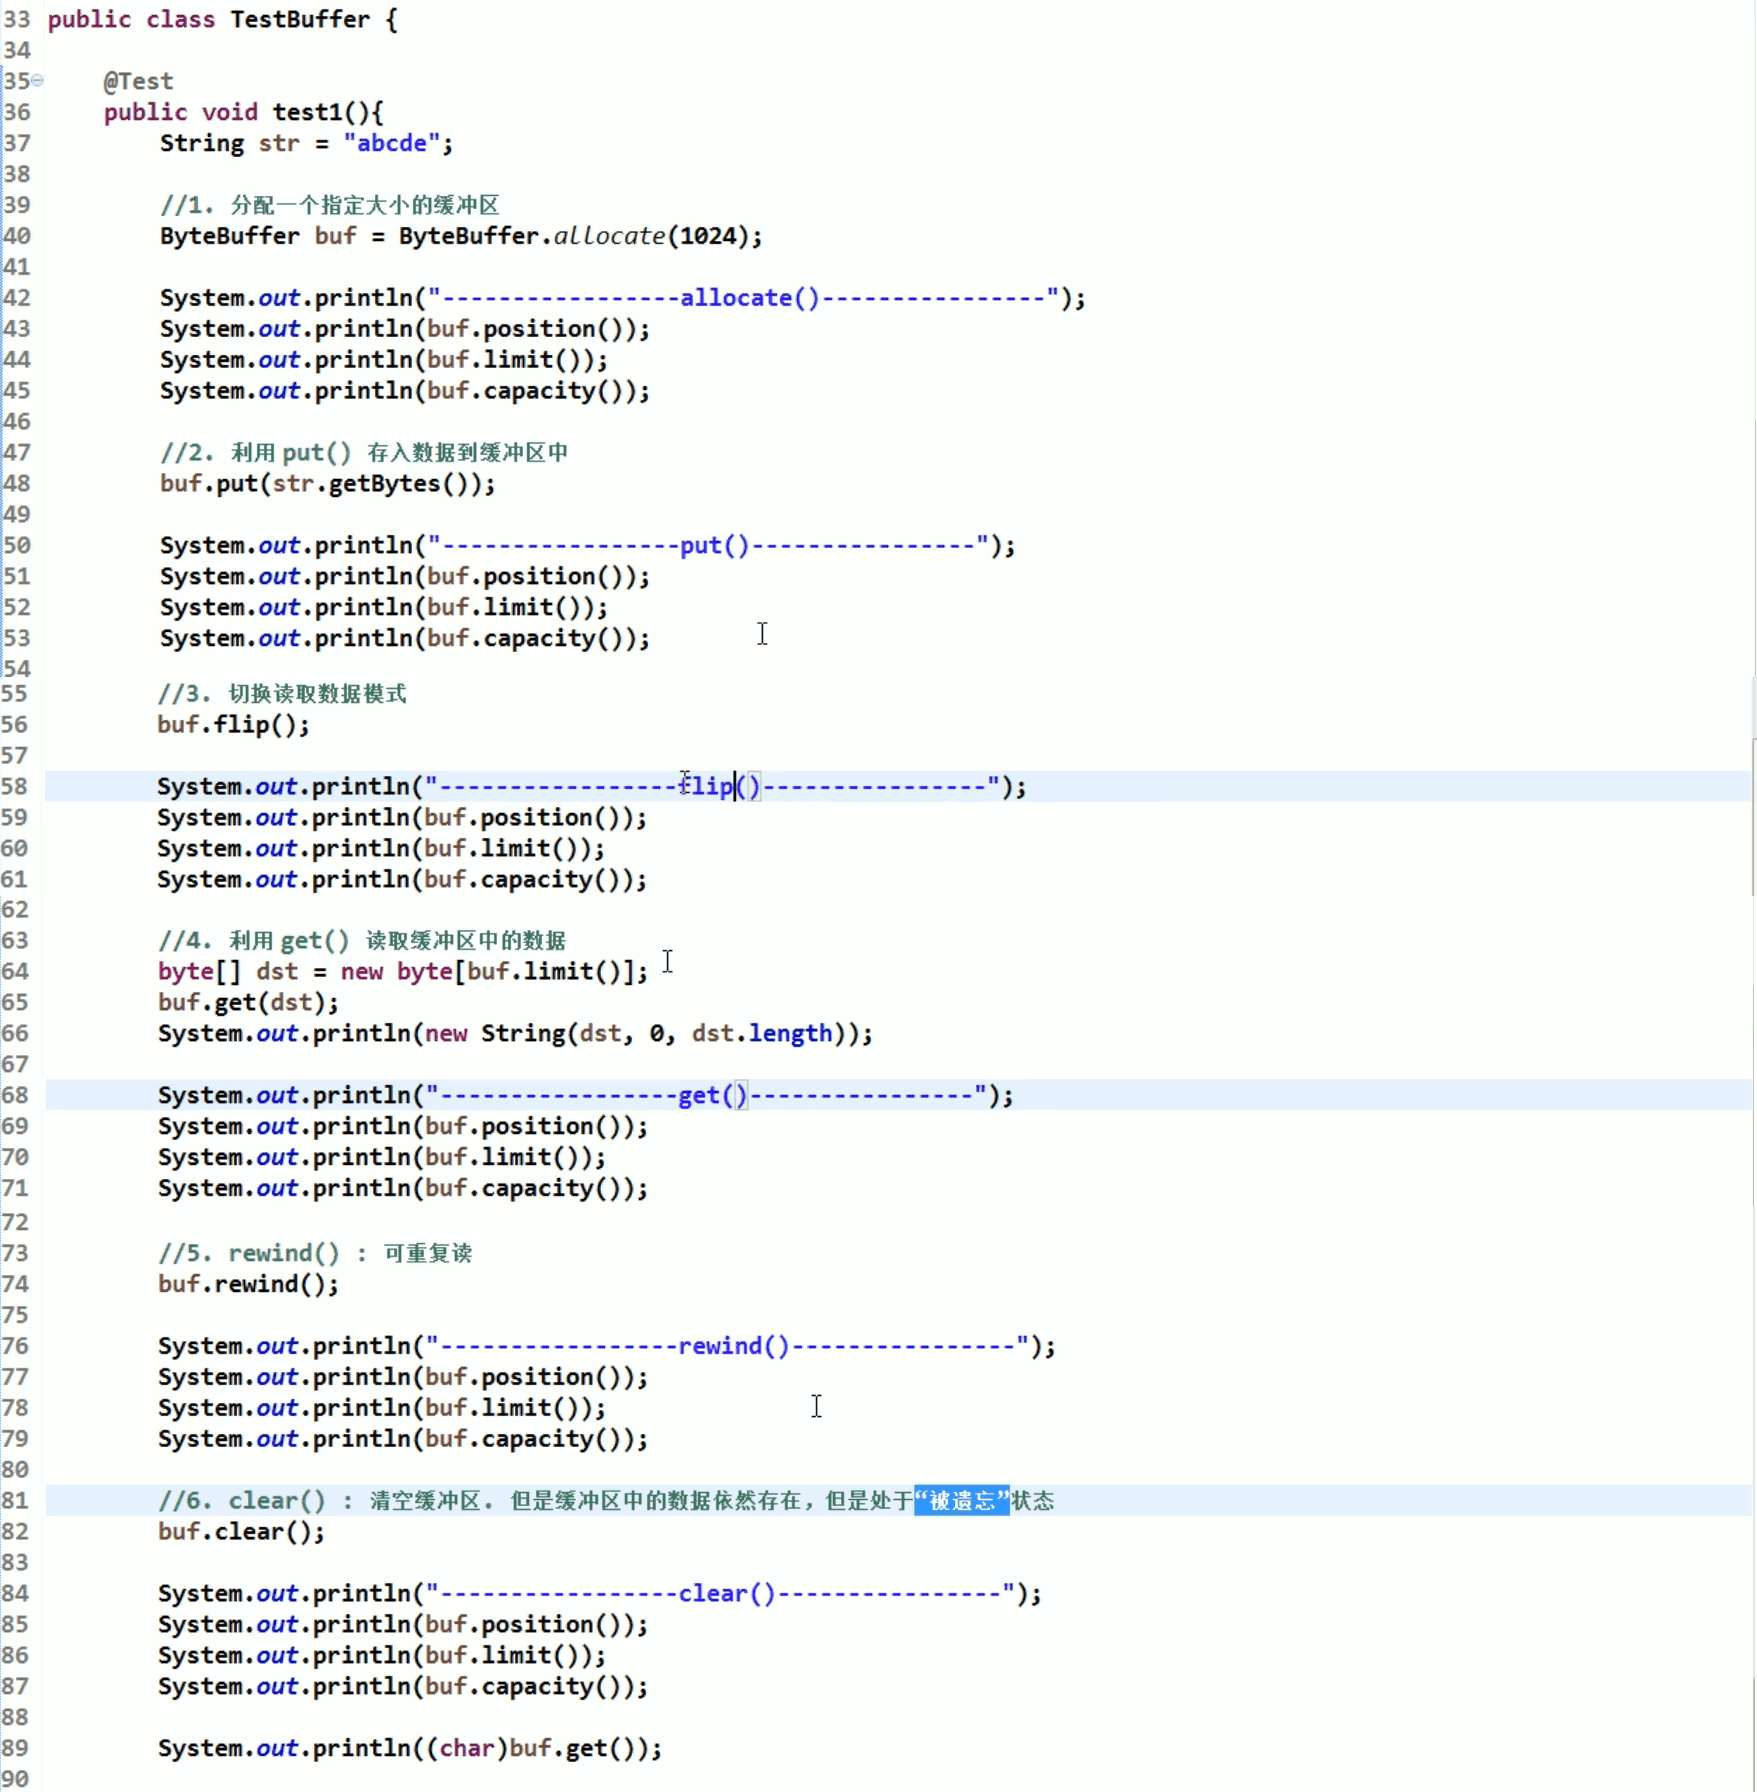 33 public class TestBuffer {
34
35 @Test
36 public void test1(){
37 String str = "abcde";
38
39 //1. 分配一个指定大小的缓冲区
40 ByteBuffer buf = ByteBuffer.allocate(1024);
41
42 System.out.println("-----------------allocate()----------------");
43 System.out.println(buf.position());
44 System.out.println(buf.limit());
45 System.out.println(buf.capacity());
46
47 //2. 利用 put() 存入数据到缓冲区中
48 buf.put(str.getBytes());
49
50 System.out.println("-----------------put()----------------");
51 System.out.println(buf.position());
52 System.out.println(buf.limit());
53 System.out.println(buf.capacity());
54
55 //3. 切换读取数据模式
56 buf.flip();
57
58 System.out.println("-----------------flip()----------------");
59 System.out.println(buf.position());
60 System.out.println(buf.limit());
61 System.out.println(buf.capacity());
62
63 //4. 利用 get() 读取缓冲区中的数据
64 byte[] dst = new byte[buf.limit()];
65 buf.get(dst);
66 System.out.println(new String(dst, 0, dst.length));
67
68 System.out.println("-----------------get()----------------");
69 System.out.println(buf.position());
70 System.out.println(buf.limit());
71 System.out.println(buf.capacity());
72
73 //5. rewind() : 可重复读
74 buf.rewind();
75
76 System.out.println("-----------------rewind()----------------");
77 System.out.println(buf.position());
78 System.out.println(buf.limit());
79 System.out.println(buf.capacity());
80
81 //6. clear() : 清空缓冲区. 但是缓冲区中的数据依然存在，但是处于“被遗忘”状态
82 buf.clear();
83
84 System.out.println("-----------------clear()----------------");
85 System.out.println(buf.position());
86 System.out.println(buf.limit());
87 System.out.println(buf.capacity());
88
89 System.out.println((char)buf.get());
90